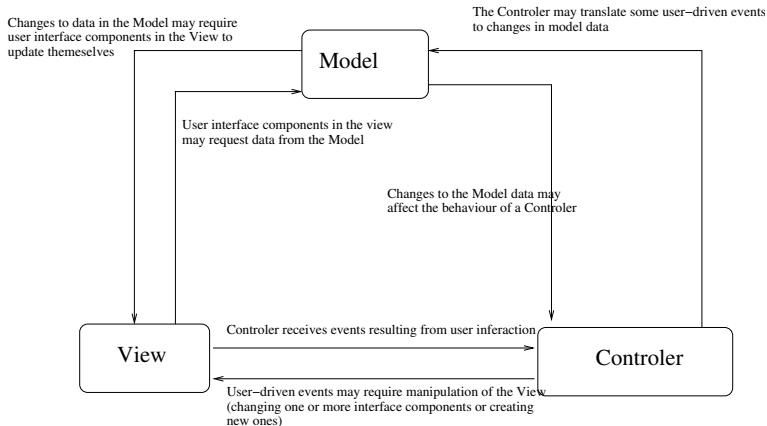 Changes to data in the Model may require
user interface components in the View to
update themeselves
The Controler may translate some user–driven events
to changes in model data
Model
User interface components in the view
may request data from the Model
Changes to the Model data may
affect the behaviour of a Controler
View
Controler receives events resulting from user inferaction
Controler
User–driven events may require manipulation of the View
(changing one or more interface components or creating
new ones)